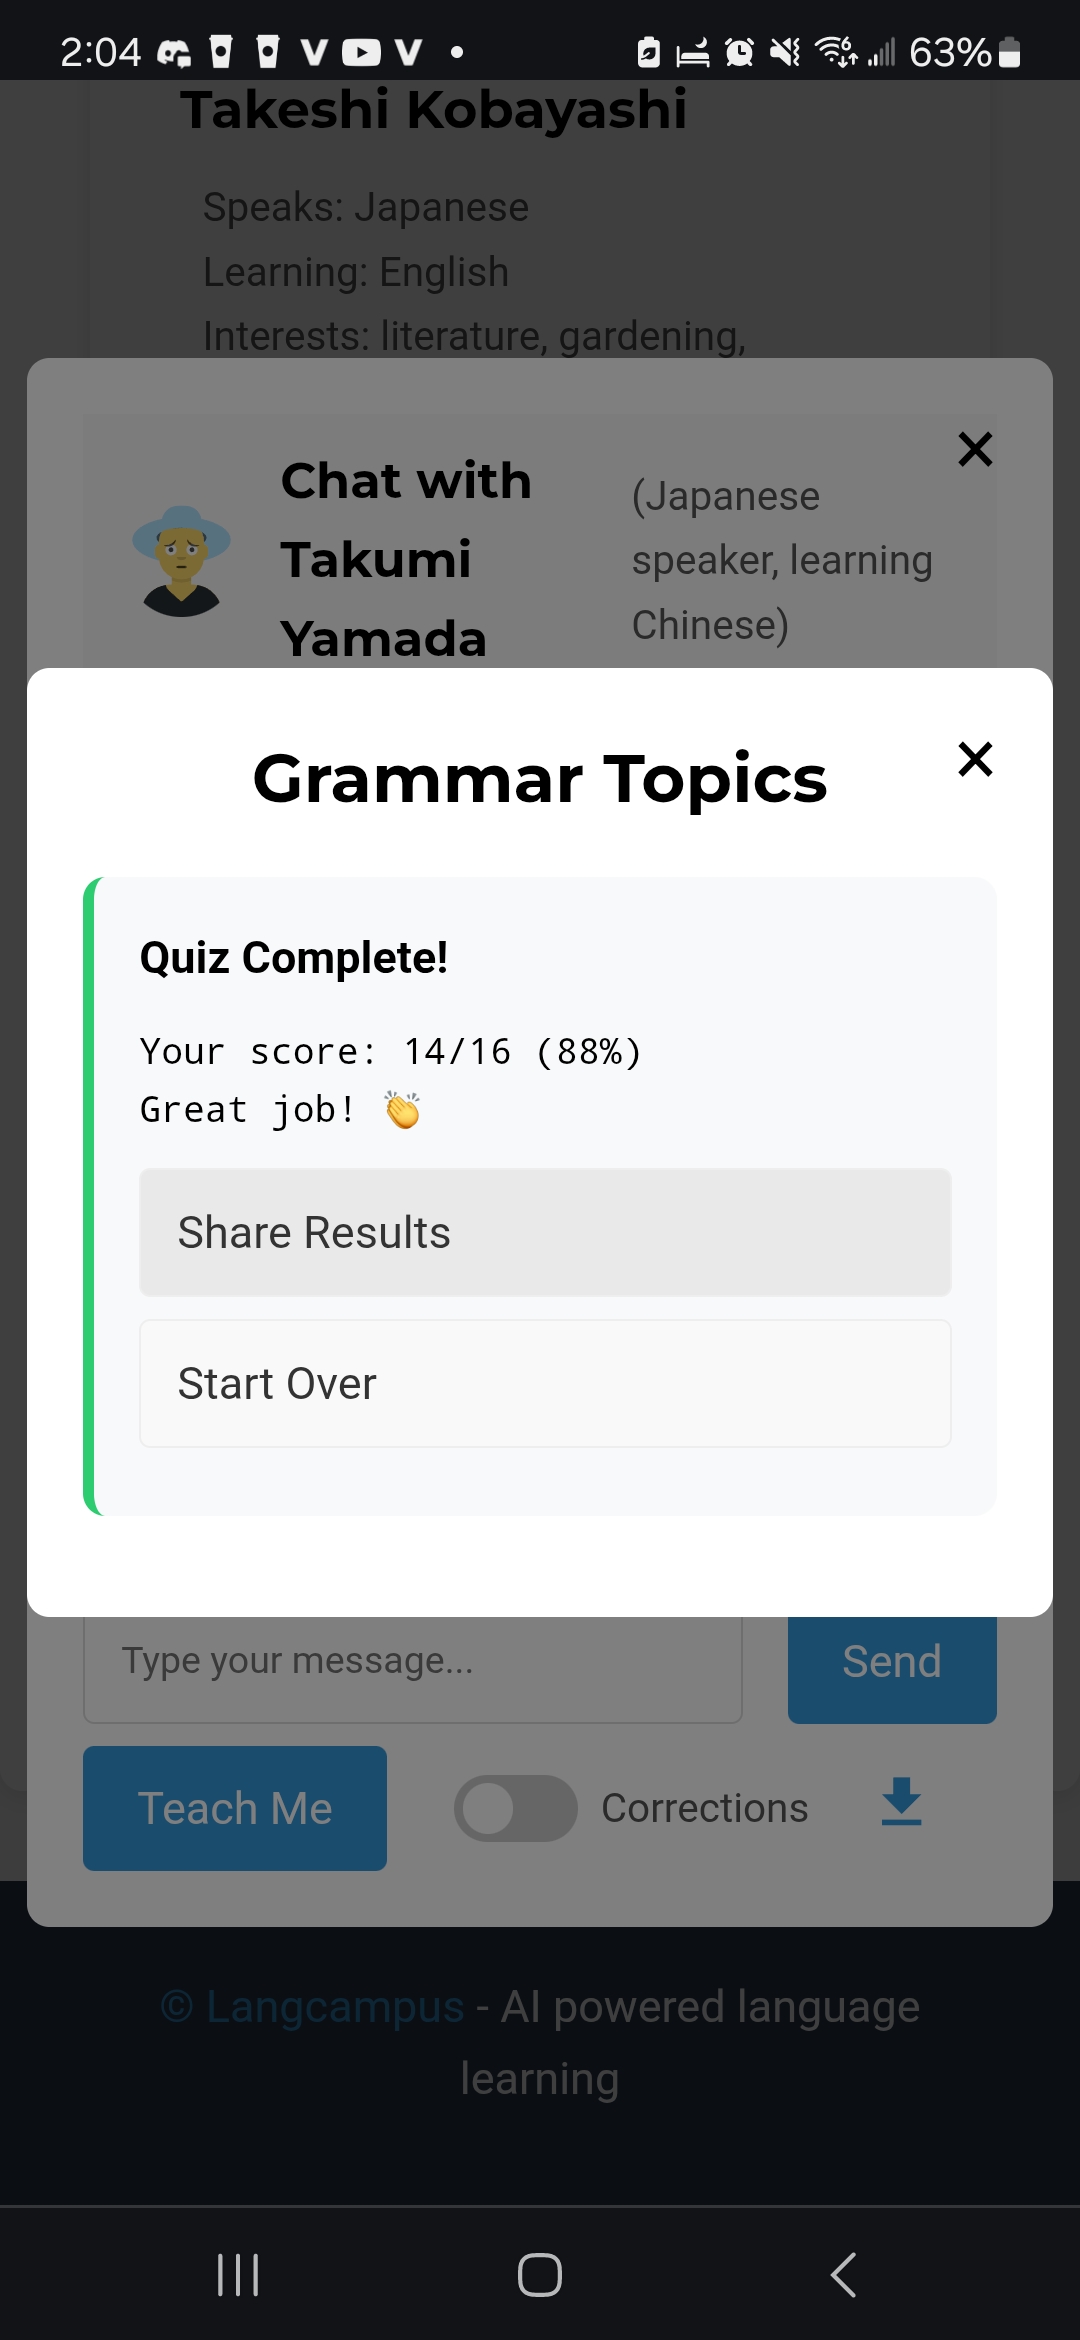 2:04 63%
Takeshi Kobayashi
Speaks: Japanese
Learning: English
Interests: literature, gardening,
Chat with
Takumi
Yamada
(Japanese
speaker, learning
Chinese)
Grammar Topics
Quiz Complete!
Your score: 14/16 (88%)
Great job! 👏
Share Results
Start Over
Type your message...
Send
Teach Me
Corrections
© Langcampus - AI powered language
learning